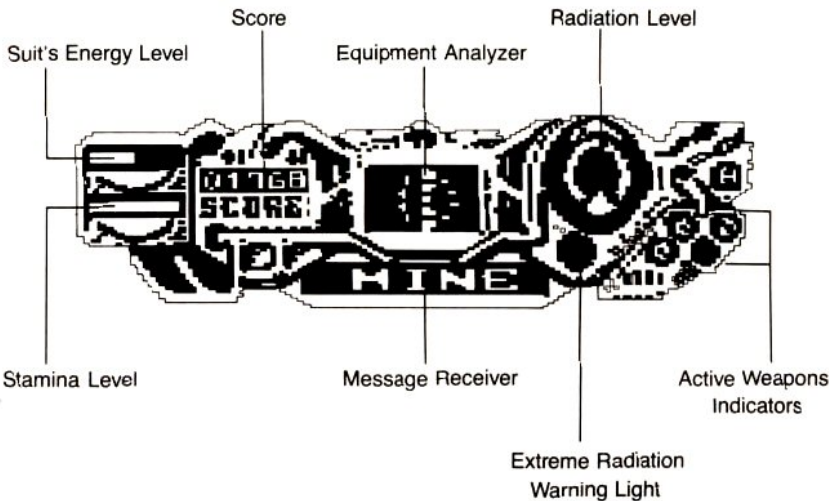 Score
Radiation Level
Suit's Energy Level
Equipment Analyzer
SCORE
MINE
Stamina Level
Message Receiver
Active Weapons
Indicators
Extreme Radiation
Warning Light